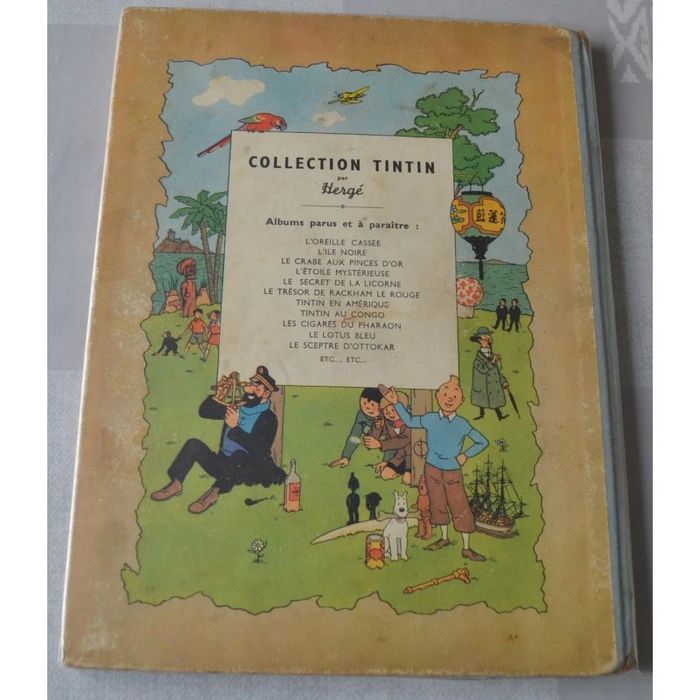 COLLECTION TINTIN
par
Hergé
Albums parus et à paraître :
L'OREILLE CASSÉE
L'ILE NOIRE
LE CRABE AUX PINCES D'OR
L'ÉTOILE MYSTÉRIEUSE
LE SECRET DE LA LICORNE
LE TRÉSOR DE RACKHAM LE ROUGE
TINTIN EN AMÉRIQUE
TINTIN AU CONGO
LES CIGARES DU PHARAON
LE LOTUS BLEU
LE SCEPTRE D'OTTOKAR
ETC..., ETC...